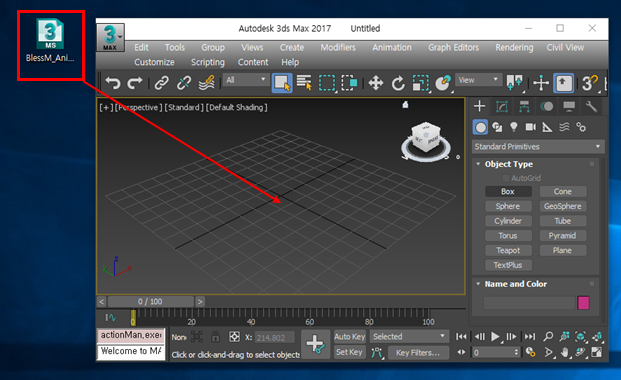 3
MS
BlessM_Ani...
3
MAX
Autodesk 3ds Max 2017 Untitled
Edit Tools Group Views Create Modifiers Animation Graph Editors Rendering Civil View
Customize Scripting Content Help
All
View
3
[+] [Perspective] [Standard] [Default Shading]
Standard Primitives
Object Type
AutoGrid
Box Cone
Sphere GeoSphere
Cylinder Tube
Torus Pyramid
Teapot Plane
TextPlus
Name and Color
< 0 / 100 >
0 20 40 60 80 100
actionMan,exe
Welcome to MA
None
X: 214.802
Click or click-and-drag to select objects
Auto Key Selected
Set Key Key Filters...
0